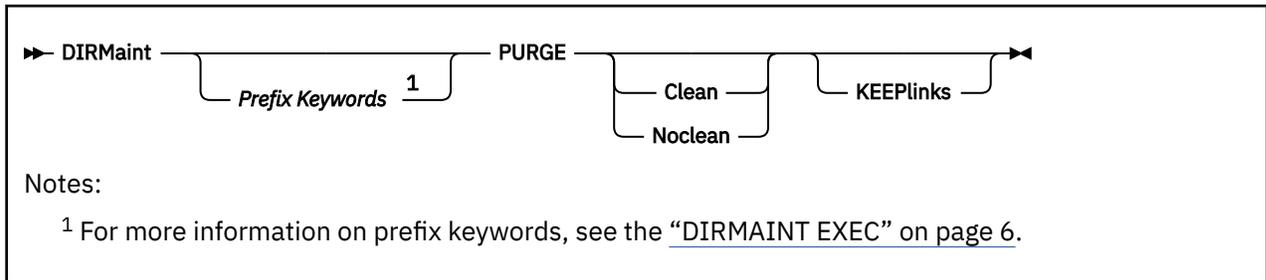 DIRMaint PURGE
Prefix Keywords 1
Clean KEEPlinks
Noclean
Notes:
1 For more information on prefix keywords, see the “DIRMAINT EXEC” on page 6.